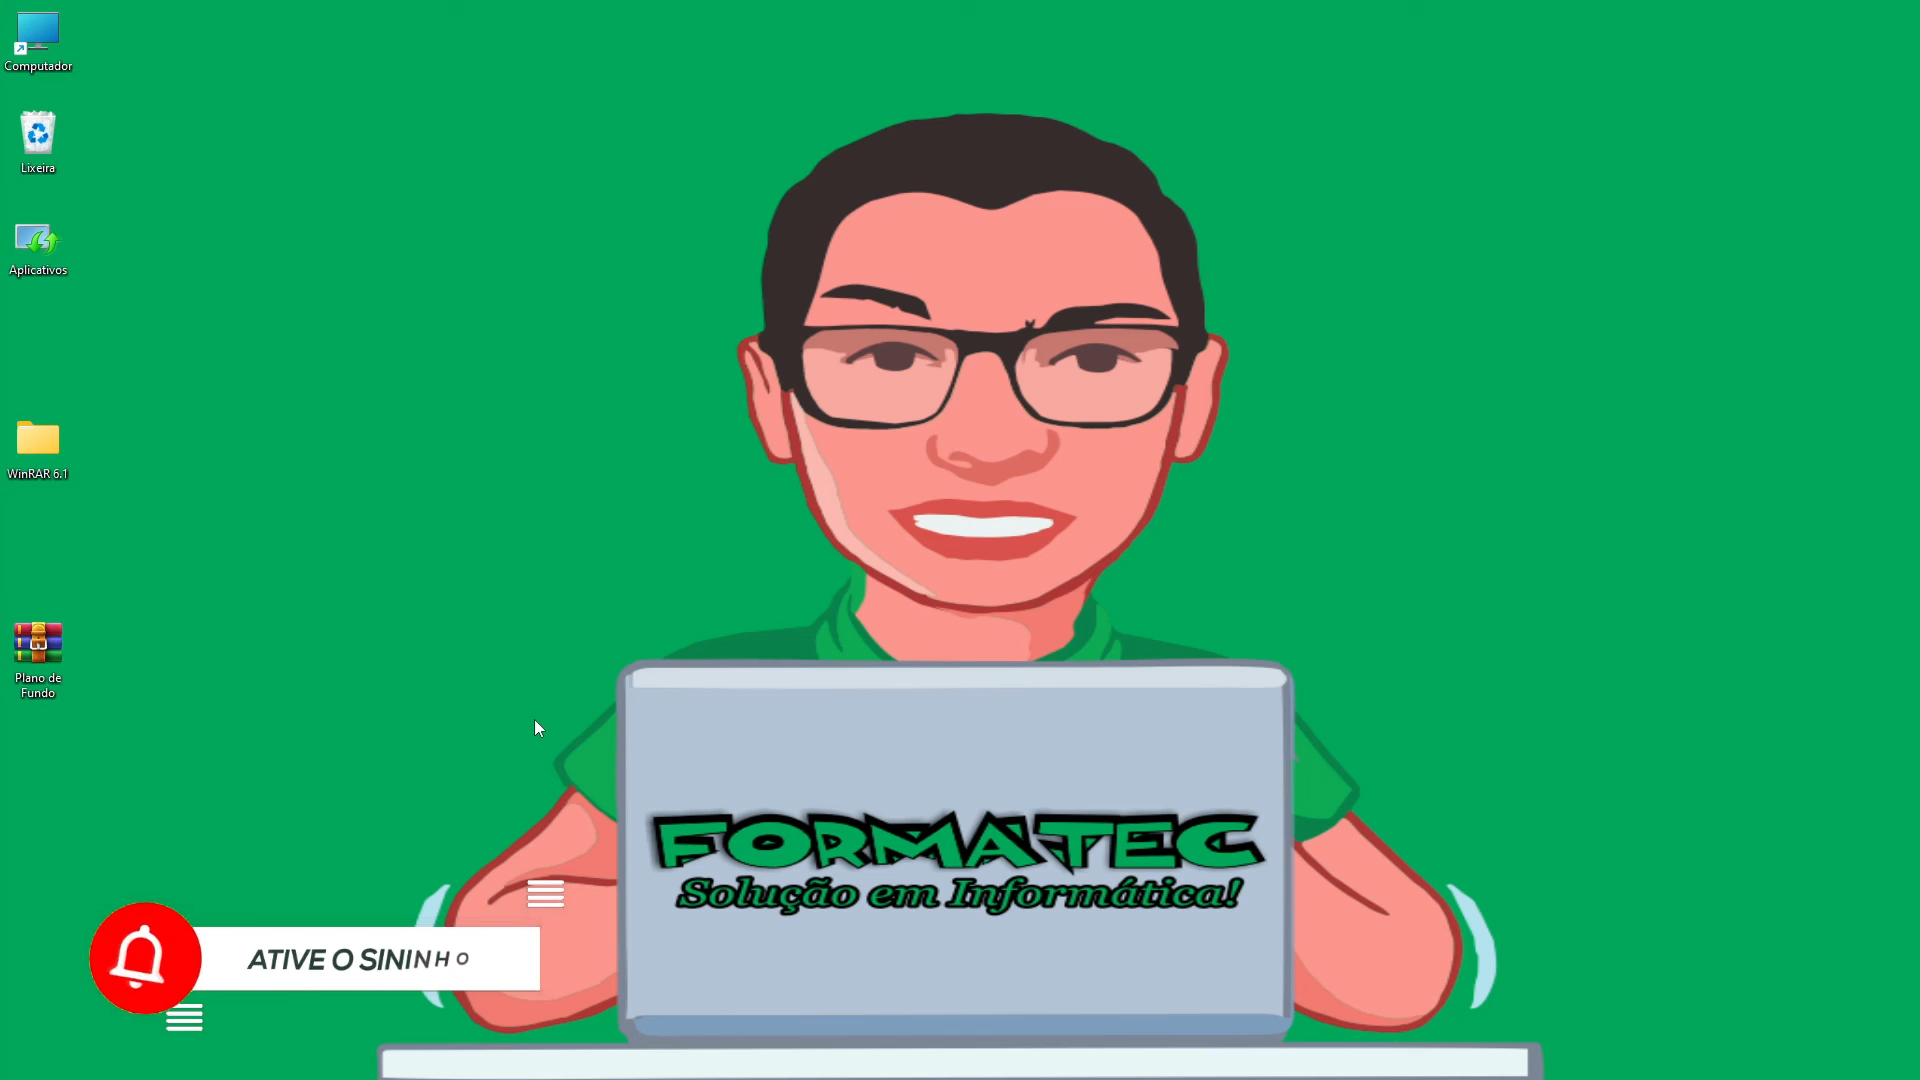 Computador
Lixeira
Aplicativos
WinRAR 6.1
Plano de
Fundo
FORMATEC
Solução em Informática!
ATIVE O SININHO